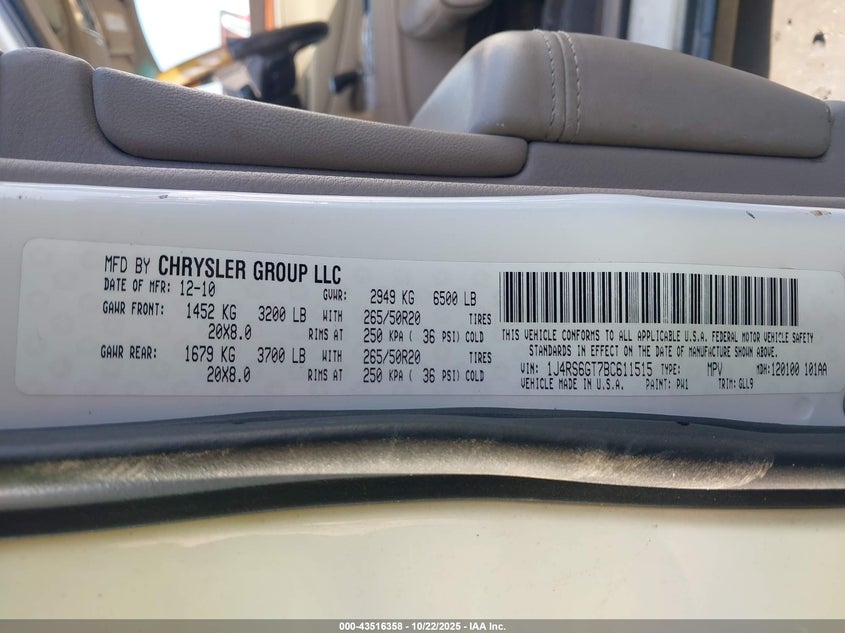 MFD BY CHRYSLER GROUP LLC
DATE OF MFR: 12-10 GVWR: 2949 KG 6500 LB
GAWR FRONT: 1452 KG 3200 LB WITH 265/50R20 TIRES
20X8.0 RIMS AT 250 KPA ( 36 PSI) COLD
GAWR REAR: 1679 KG 3700 LB WITH 265/50R20 TIRES
20X8.0 RIMS AT 250 KPA ( 36 PSI) COLD
THIS VEHICLE CONFORMS TO ALL APPLICABLE U.S.A. FEDERAL MOTOR VEHICLE SAFETY
STANDARDS IN EFFECT ON THE DATE OF MANUFACTURE SHOWN ABOVE.
VIN: 1J4RS6GT7BC611515 TYPE: MPV MDH:120100 101AA
VEHICLE MADE IN U.S.A. PAINT: PW1 TRIM: GLL9
000-43516358 - 10/22/2025 - IAA Inc.